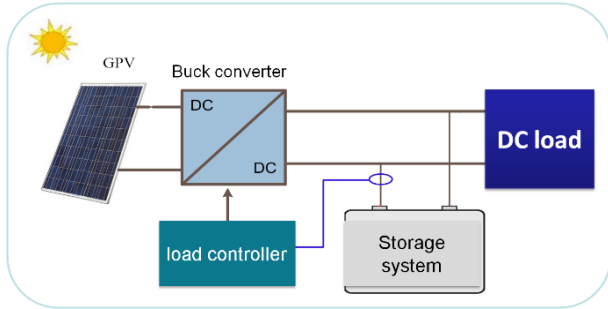 GPV
Buck converter
DC
DC
DC load
load controller
Storage
system